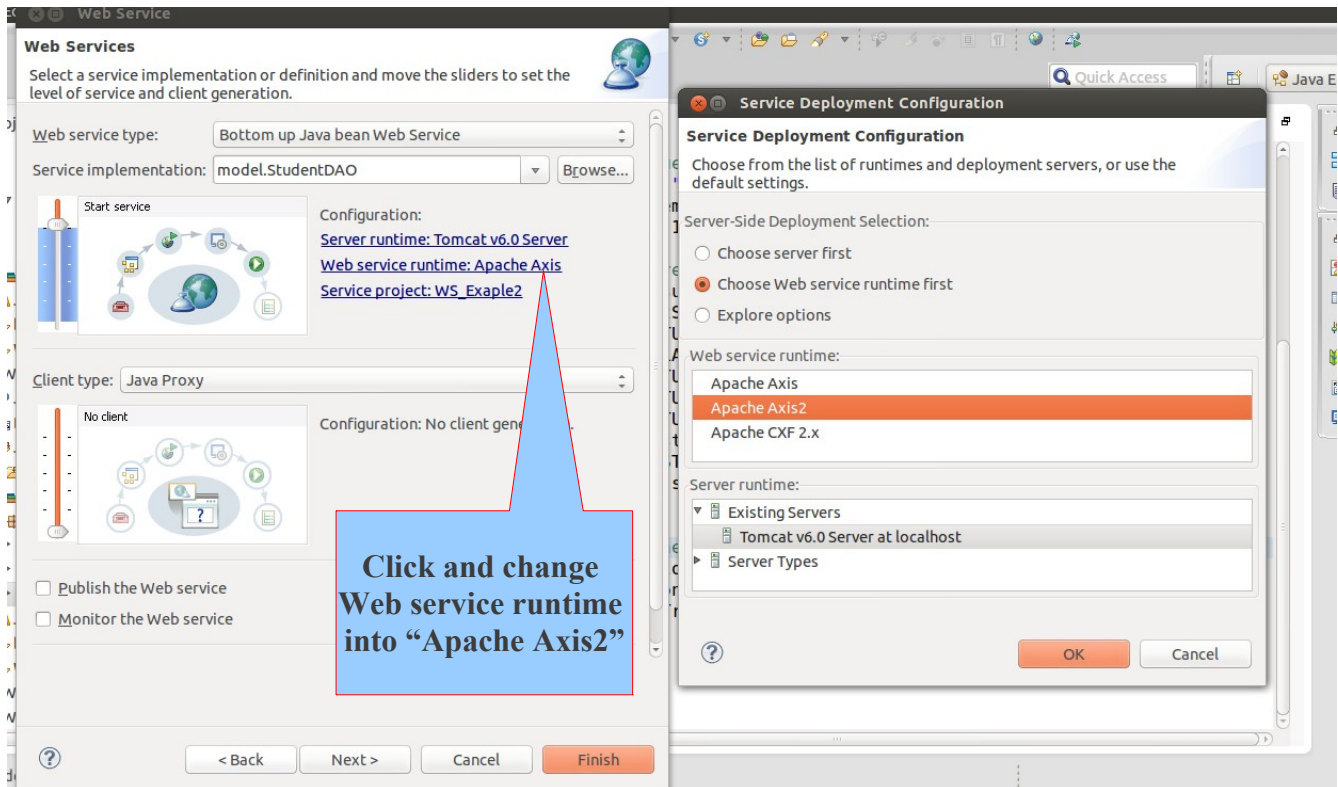 Web Service
Web Services
Select a service implementation or definition and move the sliders to set the
level of service and client generation.
Web service type:
Bottom up Java bean Web Service
Service implementation:
model.StudentDAO
Browse...
Start service
Configuration:
Server runtime: Tomcat v6.0 Server
Web service runtime: Apache Axis
Service project: WS_Exaple2
Client type:
Java Proxy
No client
Configuration: No client
Click and change
Web service runtime
into “Apache Axis2”
Publish the Web service
Monitor the Web service
< Back
Next >
Cancel
Finish
Quick Access
Java E
Service Deployment Configuration
Service Deployment Configuration
Choose from the list of runtimes and deployment servers, or use the
default settings.
Server-Side Deployment Selection:
Choose server first
Choose Web service runtime first
Explore options
Web service runtime:
Apache Axis
Apache Axis2
Apache CXF 2.x
Server runtime:
Existing Servers
Tomcat v6.0 Server at localhost
Server Types
OK
Cancel